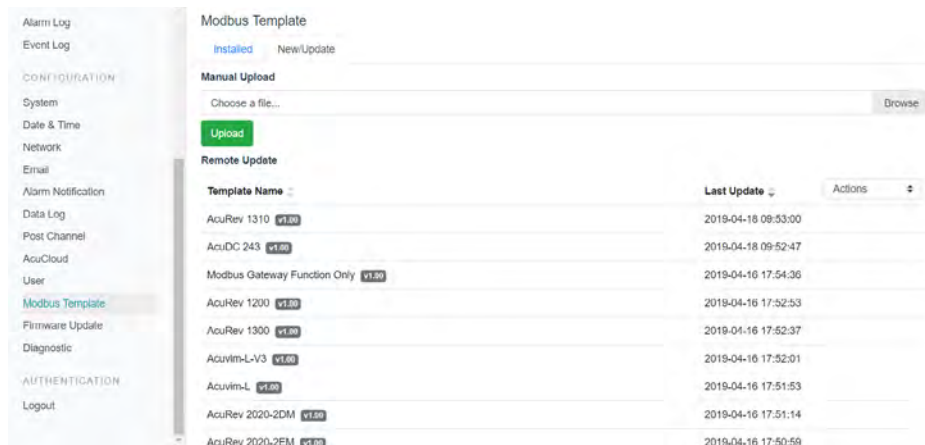 Alarm Log
Event Log
CONFIGURATION
System
Date & Time
Network
Email
Alarm Notification
Data Log
Post Channel
AcuCloud
User
Modbus Template
Firmware Update
Diagnostic
AUTHENTICATION
Logout
Modbus Template
Installed New/Update
Manual Upload
Choose a file... Browse
Upload
Remote Update
Template Name Last Update Actions
AcuRev 1310 v1.00 2019-04-18 09:53:00
AcuDC 243 v1.00 2019-04-18 09:52:47
Modbus Gateway Function Only v1.00 2019-04-16 17:54:36
AcuRev 1200 v1.00 2019-04-16 17:52:53
AcuRev 1300 v1.00 2019-04-16 17:52:37
Acuvim-L-V3 v1.00 2019-04-16 17:52:01
Acuvim-L v1.00 2019-04-16 17:51:53
AcuRev 2020-2DM v1.00 2019-04-16 17:51:14
AcuRev 2020-2EM v1.00 2019-04-16 17:50:59